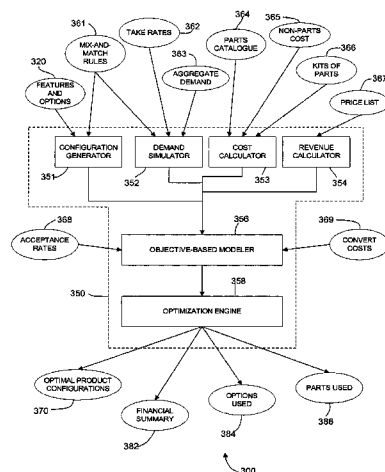 361
MIX-AND-MATCH
RULES
362
TAKE RATES
363
AGGREGATE
DEMAND
364
PARTS
CATALOGUE
365
NON-PARTS
COST
366
KITS OF
PARTS
367
PRICE LIST
320
FEATURES
AND
OPTIONS
CONFIGURATION
GENERATOR
351
DEMAND
SIMULATOR
352
COST
CALCULATOR
353
REVENUE
CALCULATOR
354
368
ACCEPTANCE
RATES
356
OBJECTIVE-BASED MODELER
369
CONVERT
COSTS
350
358
OPTIMIZATION ENGINE
OPTIMAL PRODUCT
CONFIGURATIONS
370
FINANCIAL
SUMMARY
382
OPTIONS
USED
384
PARTS USED
386
300